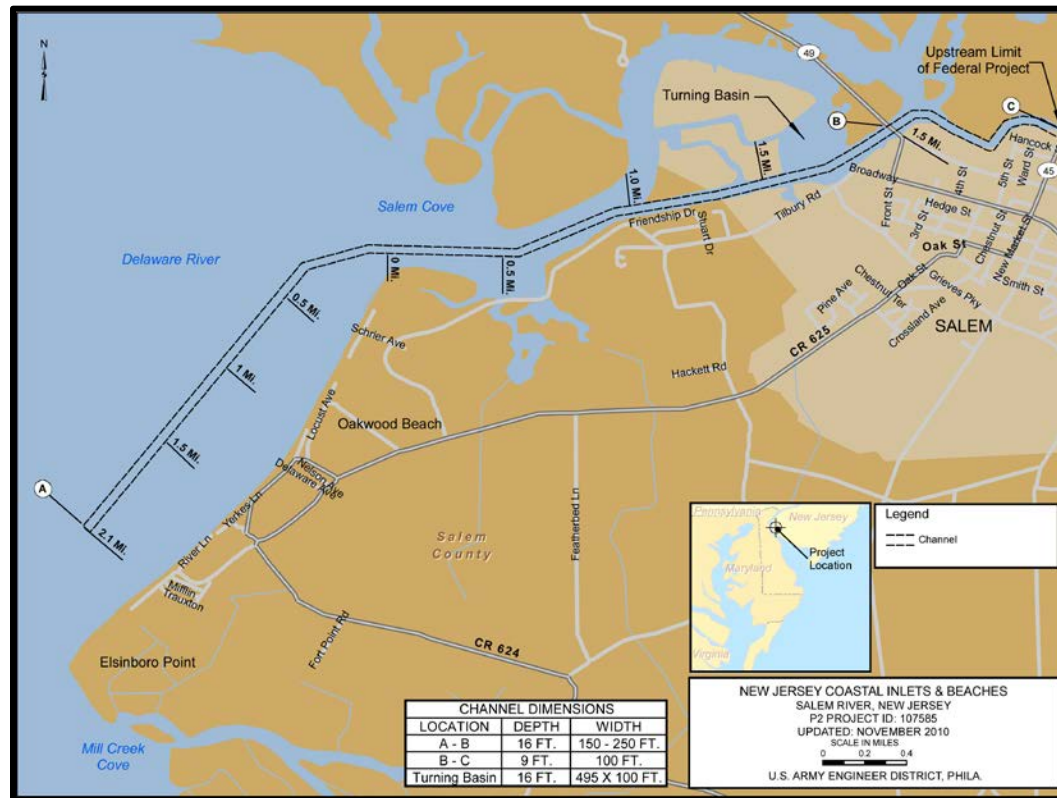 N
49
Upstream Limit
of Federal Project
Turning Basin
B
C
1.5 Mi.
Hancock
Ward St
45
1.5 Mi.
1.0 Mi.
Broadway
4th St
5th St
Salem Cove
Friendship Dr
Stuart Dr
Tilbury Rd
Front St
Hedge St
3rd St
Chestnut St
New Market St
Delaware River
Oak St
0 Mi.
0.5 Mi.
Chestnut Ter
Oak St
Grieves Pky
Smith St
0.5 Mi.
Pine Ave
Crossland Ave
SALEM
Schrier Ave
CR 625
1 Mi.
Hackett Rd
Locust Ave
Oakwood Beach
1.5 Mi.
Nelson Ave
Delaware Ave
A
Yerkes Ln
2.1 Mi.
River Ln
Salem
County
Featherbed Ln
Mifflin
Trauxton
Fort Point Rd
CR 624
Elsinboro Point
Mill Creek
Cove
Pennsylvania
New Jersey
Project
Location
Maryland
Virginia
Legend
Channel
CHANNEL DIMENSIONS
LOCATION DEPTH WIDTH
A - B 16 FT. 150 - 250 FT.
B - C 9 FT. 100 FT.
Turning Basin 16 FT. 495 X 100 FT.
NEW JERSEY COASTAL INLETS & BEACHES
SALEM RIVER, NEW JERSEY
P2 PROJECT ID: 107585
UPDATED: NOVEMBER 2010
SCALE IN MILES
0 0.2 0.4
U.S. ARMY ENGINEER DISTRICT, PHILA.